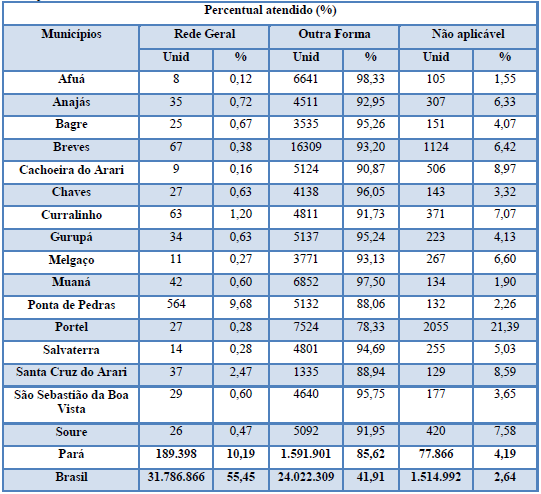 Percentual atendido (%)
Municípios Rede Geral Outra Forma Não aplicável
Unid % Unid % Unid %
Afuá 8 0,12 6641 98,33 105 1,55
Anajás 35 0,72 4511 92,95 307 6,33
Bagre 25 0,67 3535 95,26 151 4,07
Breves 67 0,38 16309 93,20 1124 6,42
Cachoeira do Arari 9 0,16 5124 90,87 506 8,97
Chaves 27 0,63 4138 96,05 143 3,32
Curralinho 63 1,20 4811 91,73 371 7,07
Gurupá 34 0,63 5137 95,24 223 4,13
Melgaço 11 0,27 3771 93,13 267 6,60
Muaná 42 0,60 6852 97,50 134 1,90
Ponta de Pedras 564 9,68 5132 88,06 132 2,26
Portel 27 0,28 7524 78,33 2055 21,39
Salvaterra 14 0,28 4801 94,69 255 5,03
Santa Cruz do Arari 37 2,47 1335 88,94 129 8,59
São Sebastião da Boa
Vista 29 0,60 4640 95,75 177 3,65
Soure 26 0,47 5092 91,95 420 7,58
Pará 189.398 10,19 1.591.901 85,62 77.866 4,19
Brasil 31.786.866 55,45 24.022.309 41,91 1.514.992 2,64